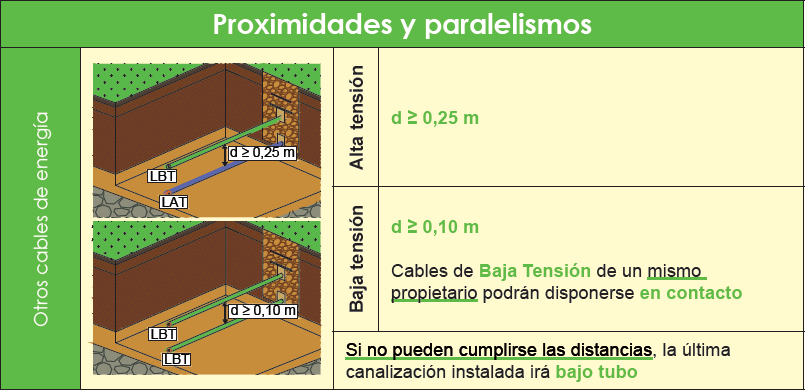 Proximidades y paralelismos
Otros cables de energía
d ≥ 0,25 m
LBT
LAT
d ≥ 0,10 m
LBT
LBT
Alta tensión
d ≥ 0,25 m
Baja tensión
d ≥ 0,10 m
Cables de Baja Tensión de un mismo
propietario podrán disponerse en contacto
Si no pueden cumplirse las distancias, la última
canalización instalada irá bajo tubo